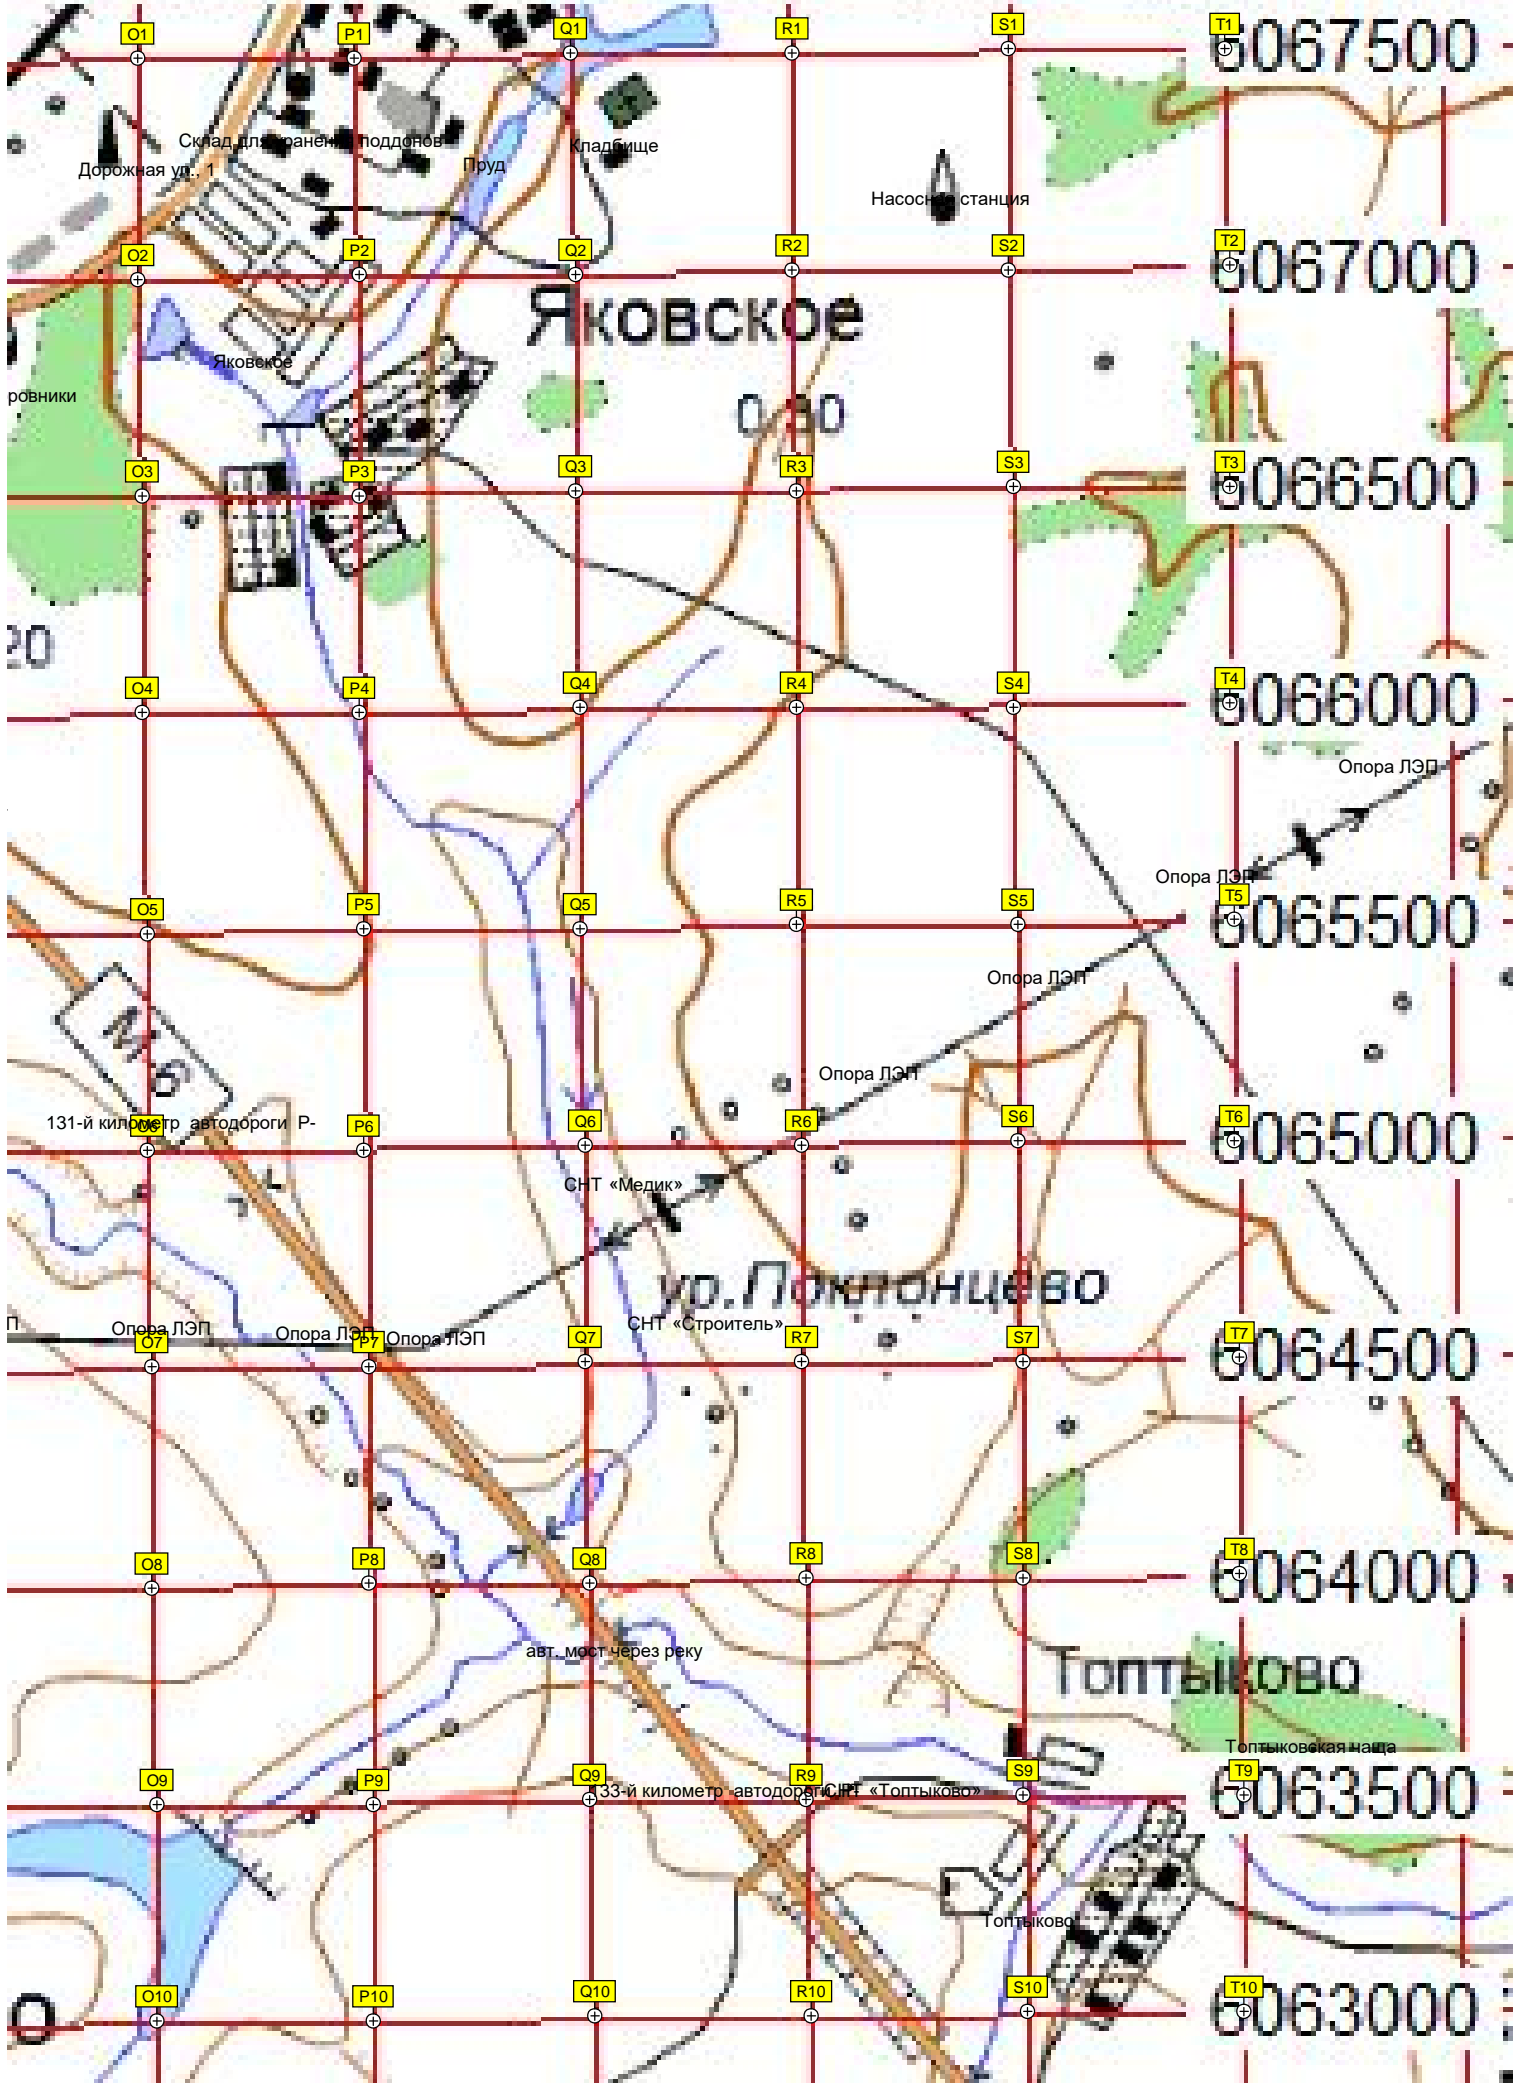 O1 P1 Q1 R1 S1 T1
6067500
Склад для хранения поддонов
Кладбище
Дорожная ул., 1
Пруд
Насосная станция
O2 P2 Q2 R2 S2 T2
6067000
Яковское
Яковское
ровники
0.30
O3 P3 Q3 R3 S3 T3
6066500
20
O4 P4 Q4 R4 S4 T4
6066000
Опора ЛЭП
Опора ЛЭП
O5 P5 Q5 R5 S5 T5
6065500
Опора ЛЭП
М-6
Опора ЛЭП
131-й километр автодороги Р-
O6 P6 Q6 R6 S6 T6
6065000
СНТ «Медик»
ур.Поклонцево
СНТ «Строитель»
П
Опора ЛЭП
Опора ЛЭП
Опора ЛЭП
O7 P7 Q7 R7 S7 T7
6064500
O8 P8 Q8 R8 S8 T8
6064000
авт. мост через реку
Топтыково
Топтыковская чаща
O9 P9 Q9 R9 S9 T9
33-й километр автодороги Р-
СНТ «Топтыково»
6063500
Топтыково
O10 P10 Q10 R10 S10 T10
6063000
о